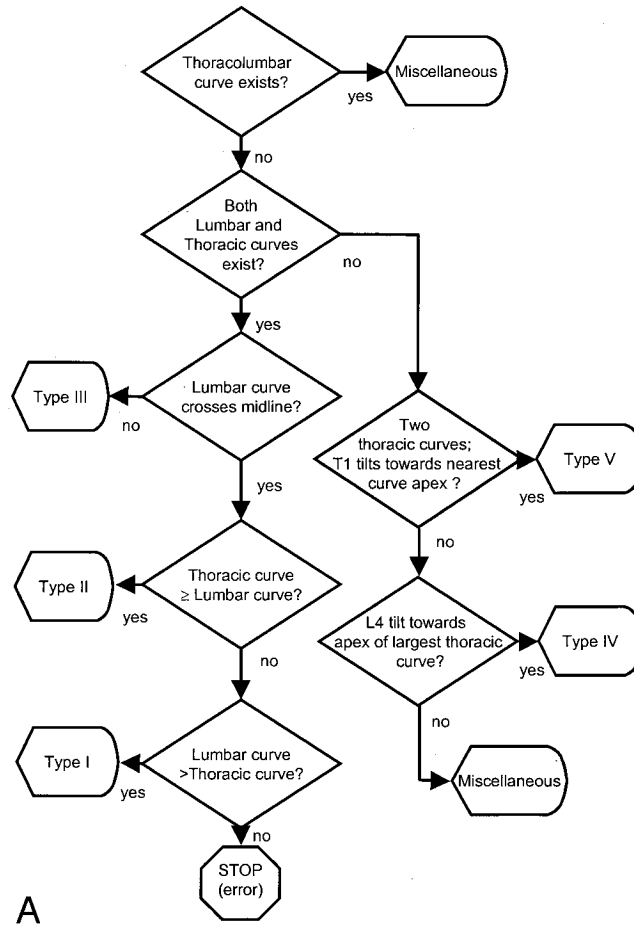 Thoracolumbar
curve exists?
yes
Miscellaneous
no
Both
Lumbar and
Thoracic curves
exist?
no
yes
Lumbar curve
crosses midline?
no
Type III
yes
Two
thoracic curves;
T1 tilts towards nearest
curve apex ?
yes
Type V
no
Thoracic curve
≥ Lumbar curve?
yes
Type II
no
L4 tilt towards
apex of largest thoracic
curve?
yes
Type IV
no
Miscellaneous
Lumbar curve
>Thoracic curve?
yes
Type I
no
STOP
(error)
A